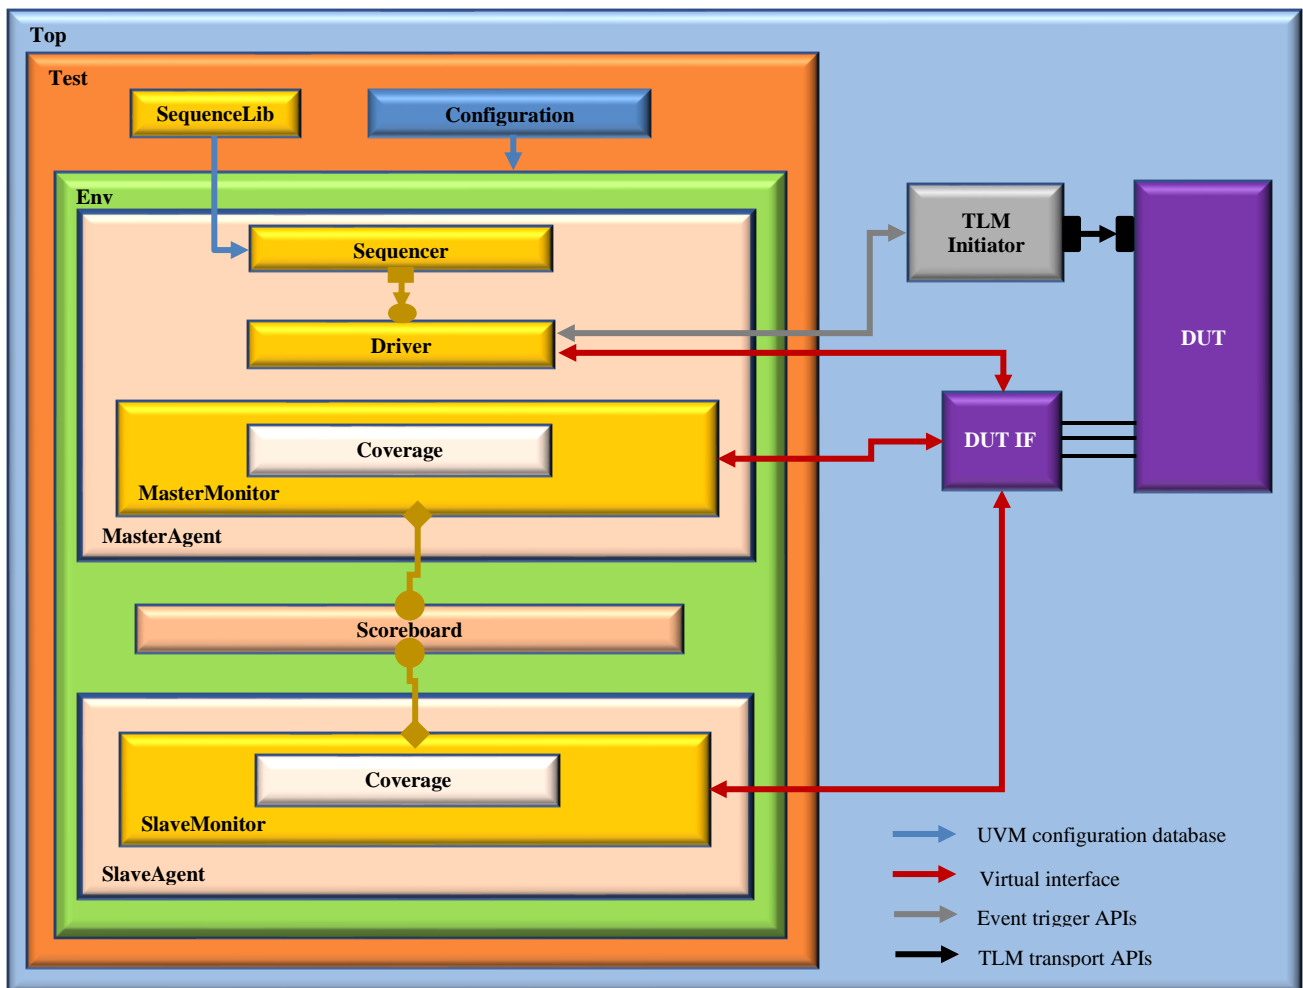 Top
Test
SequenceLib
Configuration
Env
Sequencer
TLM
Initiator
Driver
DUT
Coverage
DUT IF
MasterMonitor
MasterAgent
Scoreboard
Coverage
SlaveMonitor
SlaveAgent
UVM configuration database
Virtual interface
Event trigger APIs
TLM transport APIs